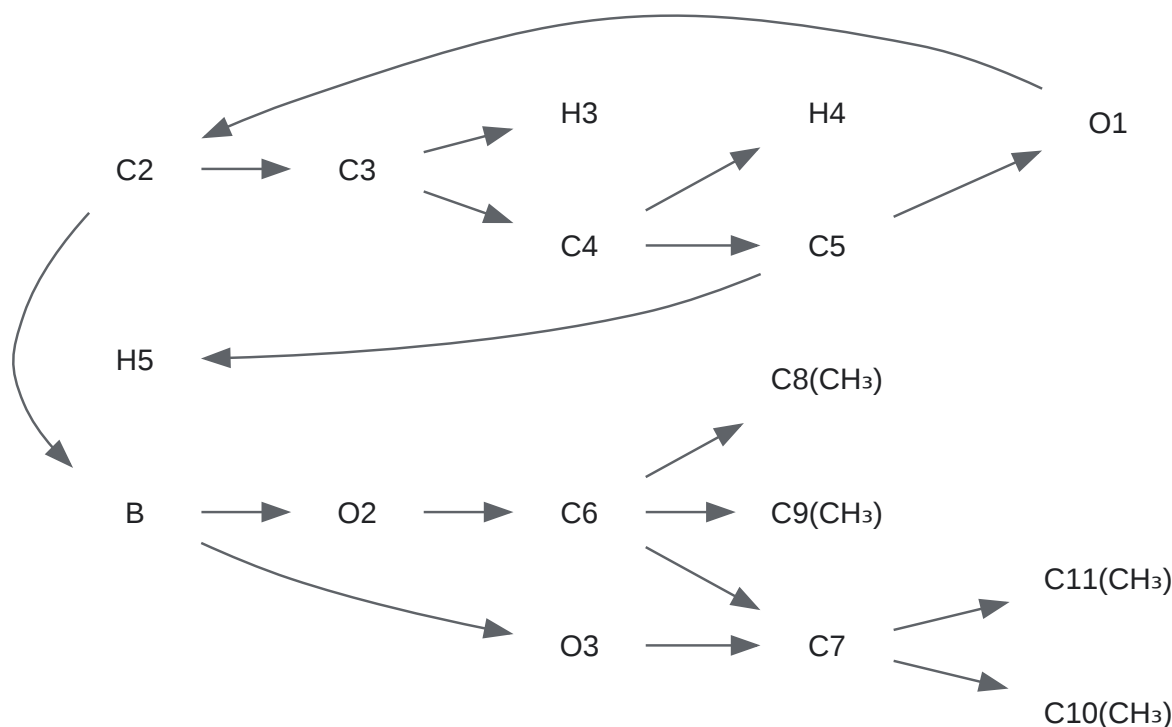 H3
H4
O1
C2
C3
C4
C5
H5
C8(CH₃)
B
O2
C6
C9(CH₃)
C11(CH₃)
O3
C7
C10(CH₃)